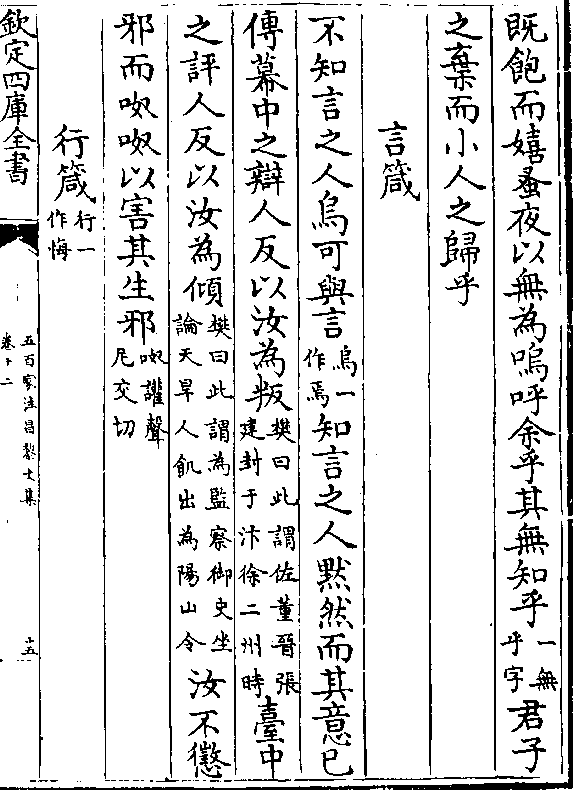 既飽而嬉蚤夜以無為嗚呼余乎其無知乎一無乎字君子
之棄而小人之歸乎
言箴
不知言之人烏可與言烏一作焉知言之人黙然而其意已
傳幕中之辯人反以汝為叛樊曰此謂佐董晉張建封于汴徐二州時臺中
之評人反以汝為傾樊曰此謂為監察御史坐論天旱人飢出為陽山令汝不懲
邪而呶呶以害其生邪呶讙聲尼交切
行箴行一作悔
欽定四庫全書
五百家注昌黎文集
卷十二
十五